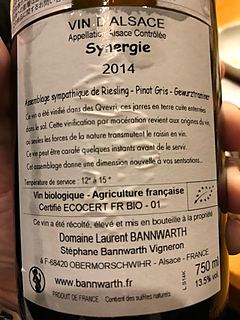 VIN D'ALSACE
Appellation Alsace Contrôlée
Synergie
2014
Assemblage sympathique de Riesling - Pinot Gris - Gewurztraminer
Ce vin a été vinifié dans des Qvevri, ces jarres en terre cuite enterrées
dans le sol. Cette vinification par macération revient aux origines du vin,
ou seules les forces de la nature transmutent le raisin en vin.
Ce vin peut être carafé quelques instants avant de le servir.
Cet assemblage donne une dimension nouvelle à vos sensations...
Température de service : 12° à 15°
Vin biologique - Agriculture française
Certifié ECOCERT FR BIO - 01
Ce vin a été récolté, élevé et mis en bouteille à la propriété
Domaine Laurent BANNWARTH
Stéphane Bannwarth Vigneron
à F-68420 OBERMORSCHWIHR - Alsace - FRANCE
www.bannwarth.fr
750 ml
13.5% vol
PRODUIT DE FRANCE Contient des sulfites naturels